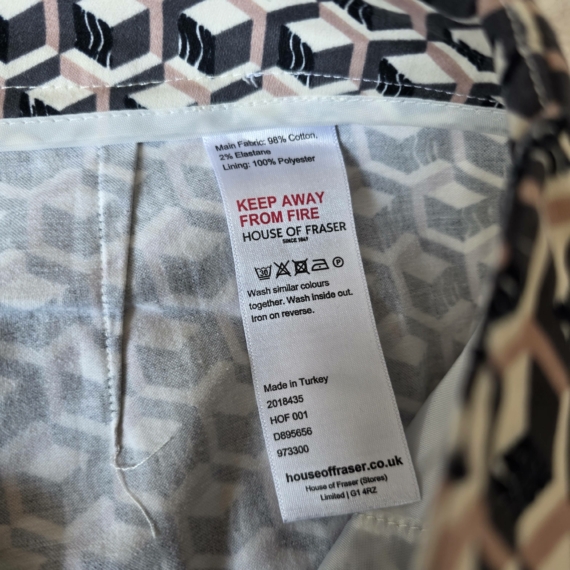 Main Fabric: 98% Cotton,
2% Elastane
Lining: 100% Polyester
KEEP AWAY
FROM FIRE
HOUSE OF FRASER
SINCE 1849
30 P
Wash similar colours
together. Wash inside out.
Iron on reverse.
Made in Turkey
2018435
HOF 001
D895656
973300
houseoffraser.co.uk
House of Fraser (Stores)
Limited | G1 4RZ